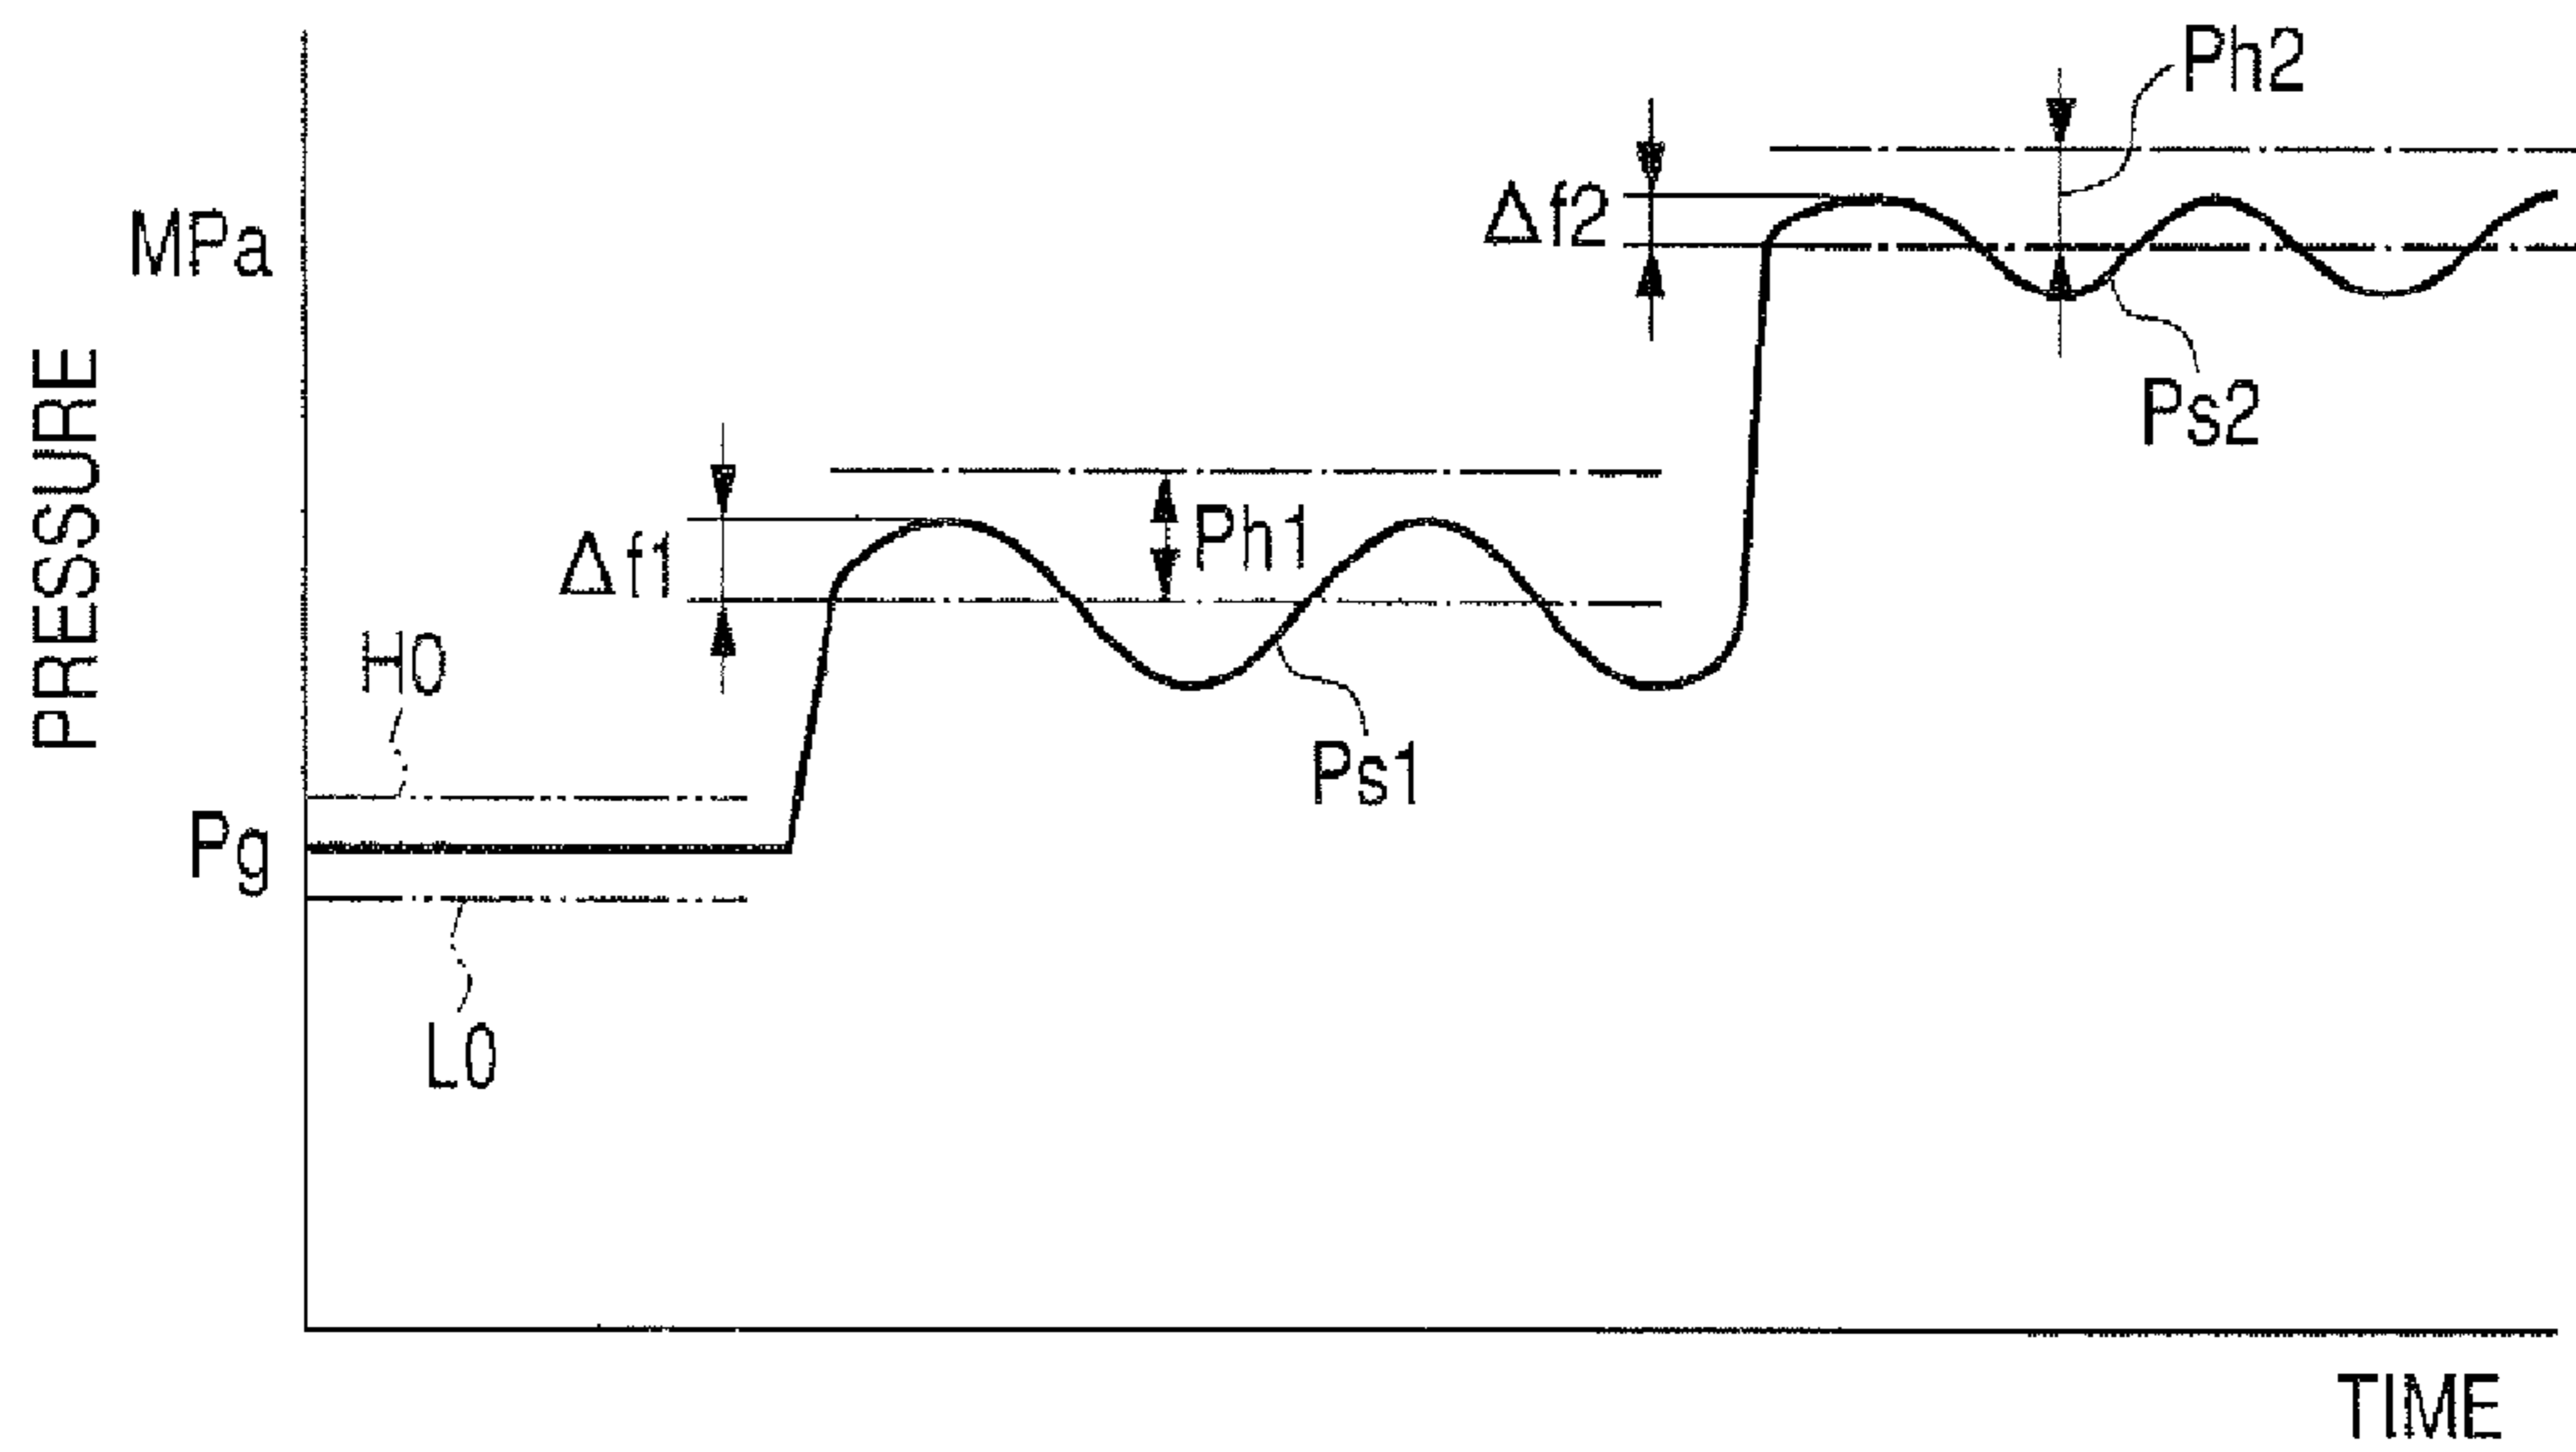 Ph2
Δf2
MPa
Ps2
PRESSURE
Δf1
Ph1
H0
Ps1
Pg
L0
TIME